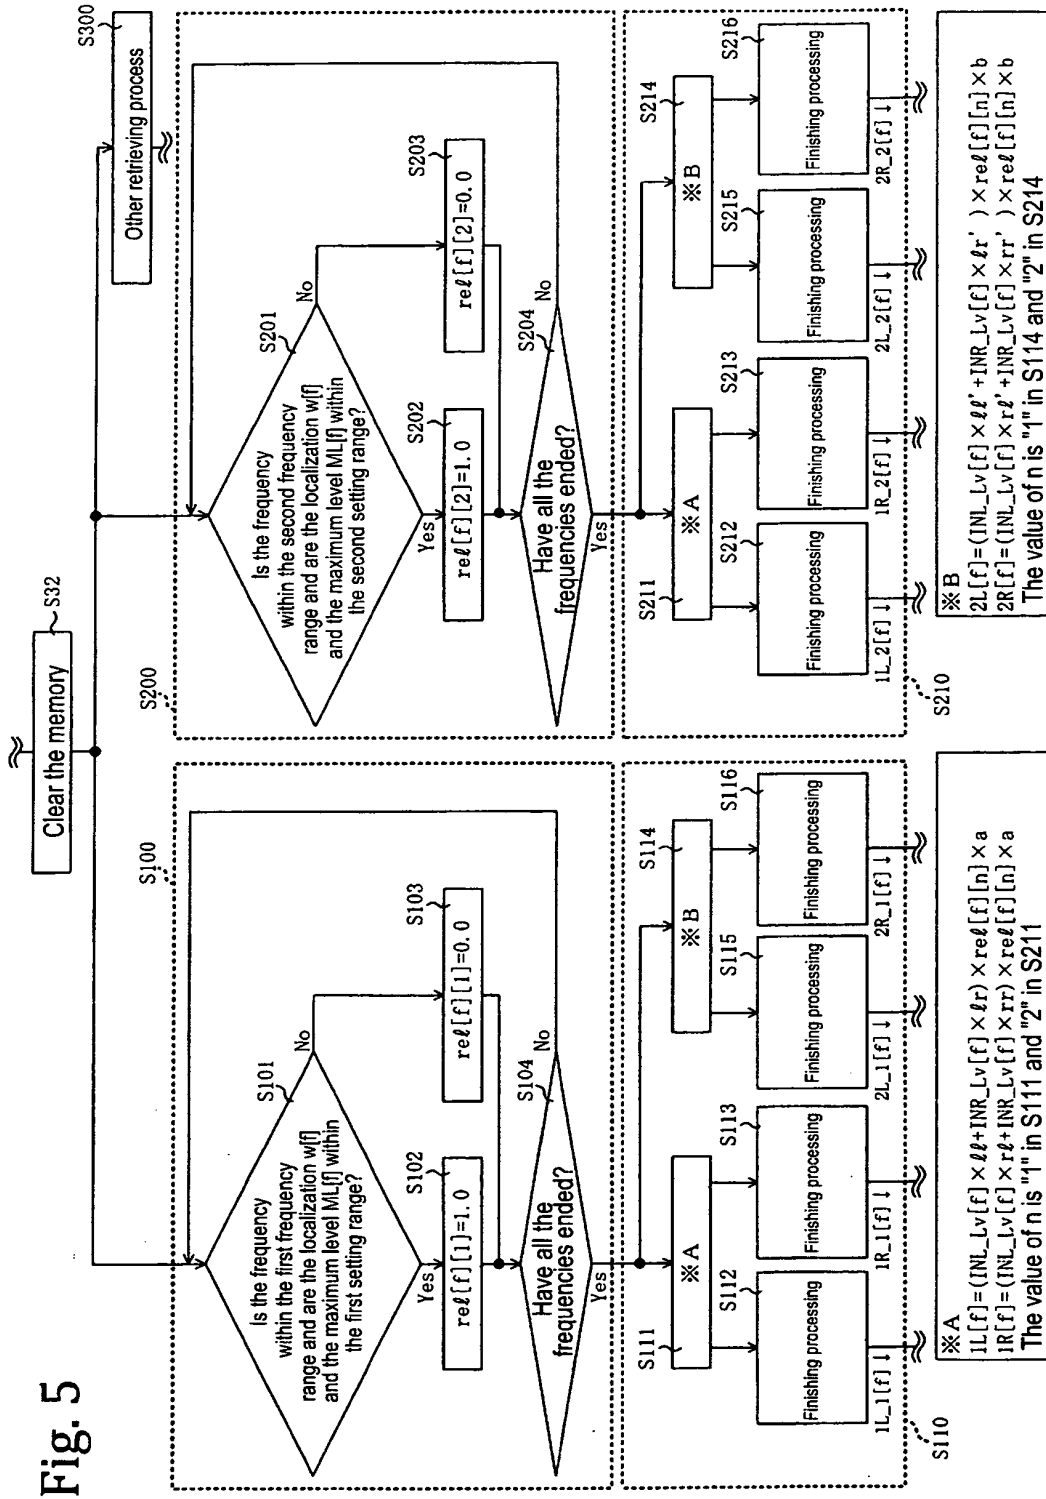 Fig. 5
Clear the memory
S32
Other retrieving process
S300
S100
Is the frequency
within the first frequency
range and are the localization w[f]
and the maximum level ML[f] within
the first setting range?
S101
No
Yes
S102
reℓ[f][1]=1.0
S103
reℓ[f][1]=0.0
S104
Have all the
frequencies ended?
No
Yes
S200
Is the frequency
within the second frequency
range and are the localization w[f]
and the maximum level ML[f] within
the second setting range?
S201
No
Yes
S202
reℓ[f][2]=1.0
S203
reℓ[f][2]=0.0
S204
Have all the
frequencies ended?
No
Yes
S110
S111
※A
S114
※B
S112
Finishing processing
1L_1[f]
S113
Finishing processing
1R_1[f]
S115
Finishing processing
2L_1[f]
S116
Finishing processing
2R_1[f]
S210
S211
※A
S214
※B
S212
Finishing processing
1L_2[f]
S213
Finishing processing
1R_2[f]
S215
Finishing processing
2L_2[f]
S216
Finishing processing
2R_2[f]
※A
1L[f]=(INL_Lv[f]×ℓℓ+INR_Lv[f]×ℓr)×reℓ[f][n]×a
1R[f]=(INL_Lv[f]×rℓ+INR_Lv[f]×rr)×reℓ[f][n]×a
The value of n is "1" in S111 and "2" in S211
※B
2L[f]=(INL_Lv[f]×ℓℓ'+INR_Lv[f]×ℓr')×reℓ[f][n]×b
2R[f]=(INL_Lv[f]×rℓ'+INR_Lv[f]×rr')×reℓ[f][n]×b
The value of n is "1" in S114 and "2" in S214